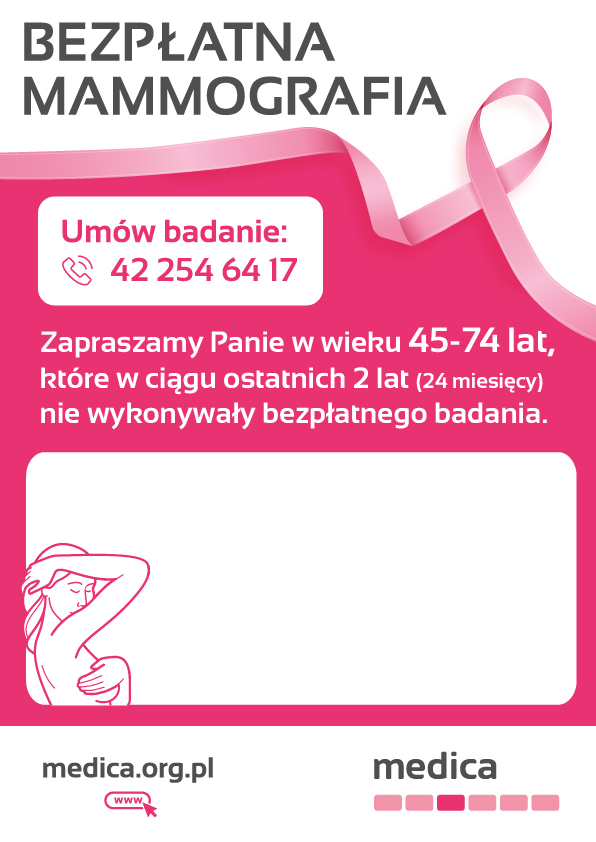 BEZPŁATNA
MAMMOGRAFIA
Umów badanie:
42 254 64 17
Zapraszamy Panie w wieku 45-74 lat,
które w ciągu ostatnich 2 lat (24 miesięcy)
nie wykonywały bezpłatnego badania.
medica.org.pl
www
medica